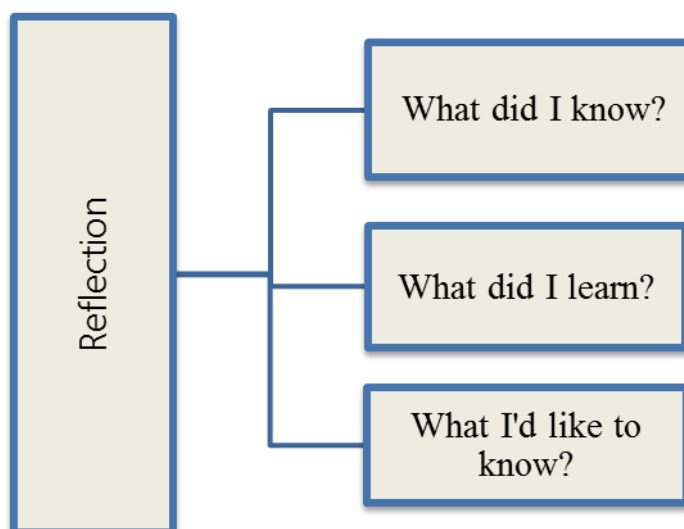 Reflection
What did I know?
What did I learn?
What I'd like to
know?